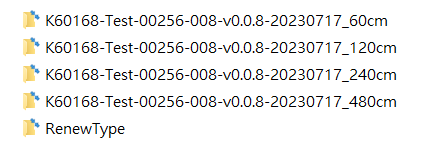 K60168-Test-00256-008-v0.0.8-20230717_60cm
K60168-Test-00256-008-v0.0.8-20230717_120cm
K60168-Test-00256-008-v0.0.8-20230717_240cm
K60168-Test-00256-008-v0.0.8-20230717_480cm
RenewType